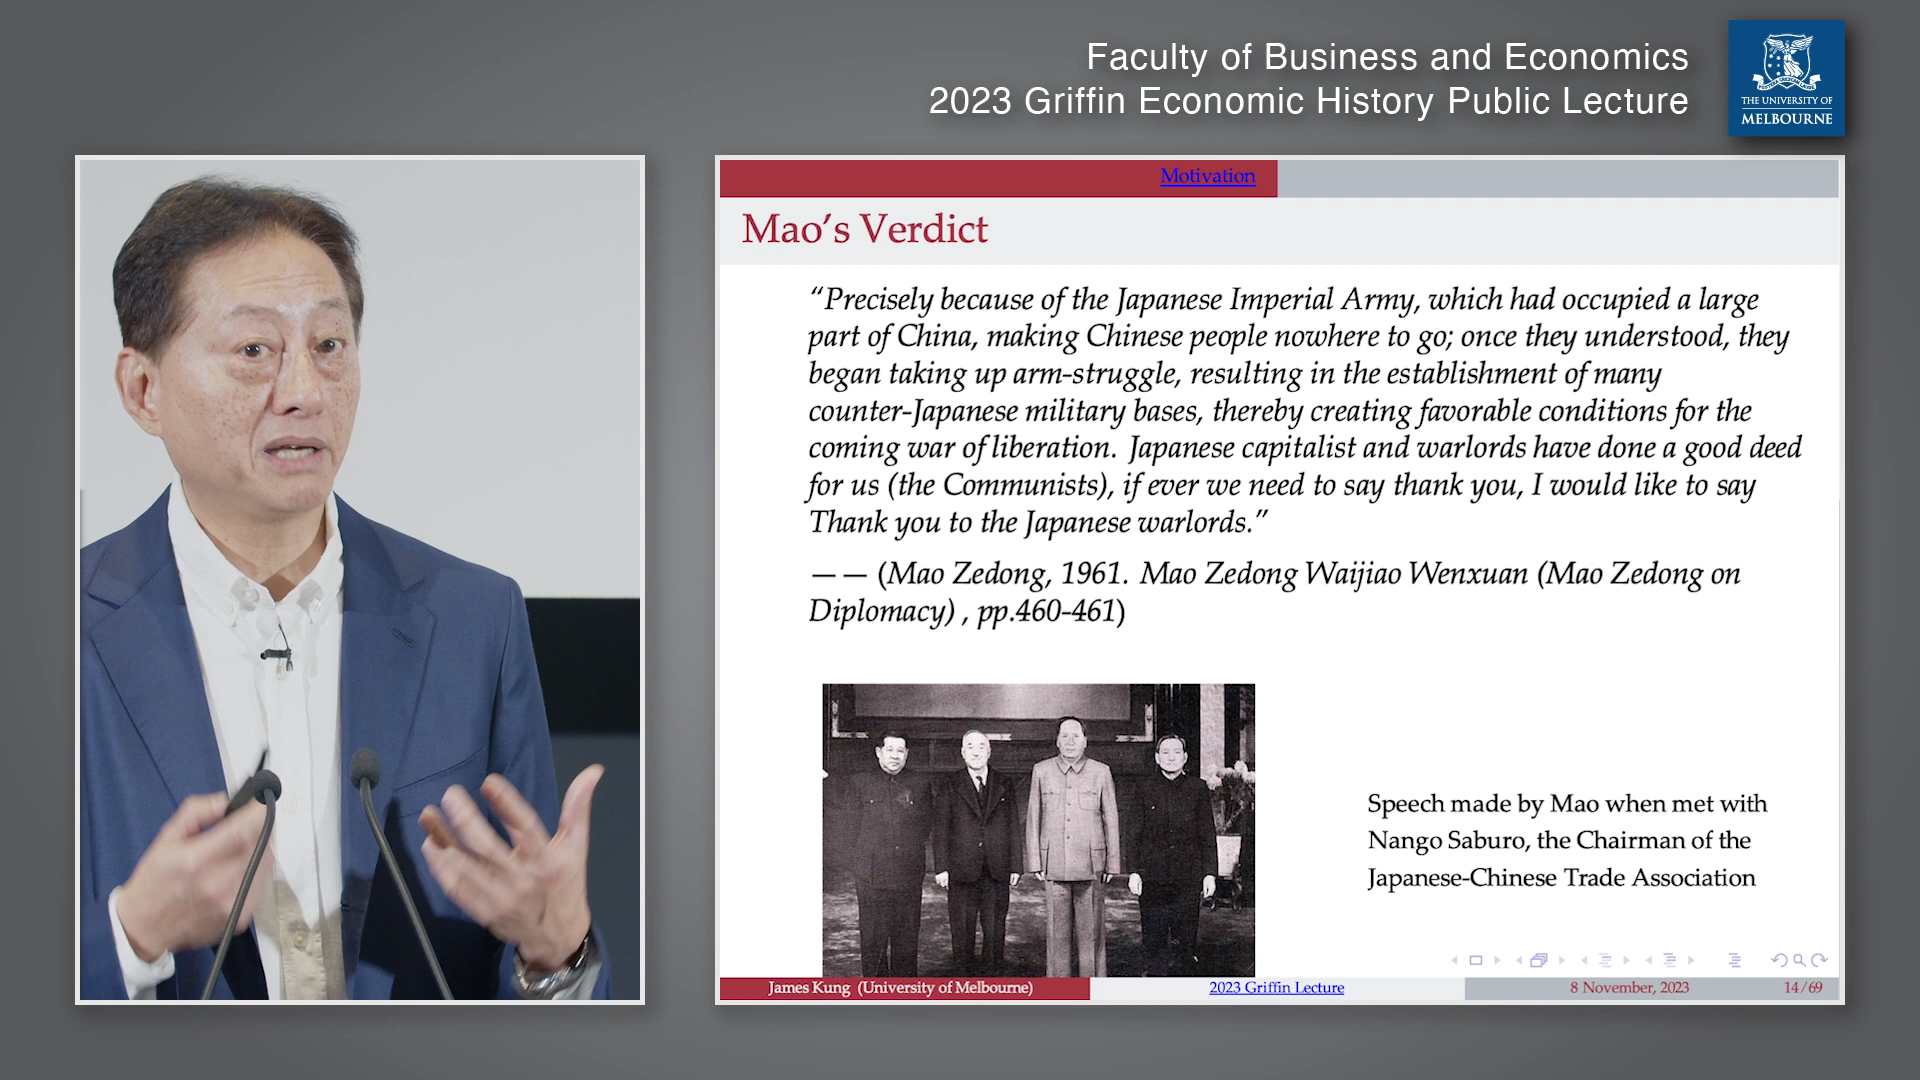 Faculty of Business and Economics
2023 Griffin Economic History Public Lecture
THE UNIVERSITY OF
MELBOURNE
Motivation
Mao's Verdict
“Precisely because of the Japanese Imperial Army, which had occupied a large
part of China, making Chinese people nowhere to go; once they understood, they
began taking up arm-struggle, resulting in the establishment of many
counter-Japanese military bases, thereby creating favorable conditions for the
coming war of liberation. Japanese capitalist and warlords have done a good deed
for us (the Communists), if ever we need to say thank you, I would like to say
Thank you to the Japanese warlords.”
— — (Mao Zedong, 1961. Mao Zedong Waijiao Wenxuan (Mao Zedong on
Diplomacy) , pp.460-461)
Speech made by Mao when met with
Nango Saburo, the Chairman of the
Japanese-Chinese Trade Association
James Kung (University of Melbourne)
2023 Griffin Lecture
8 November, 2023
14/69